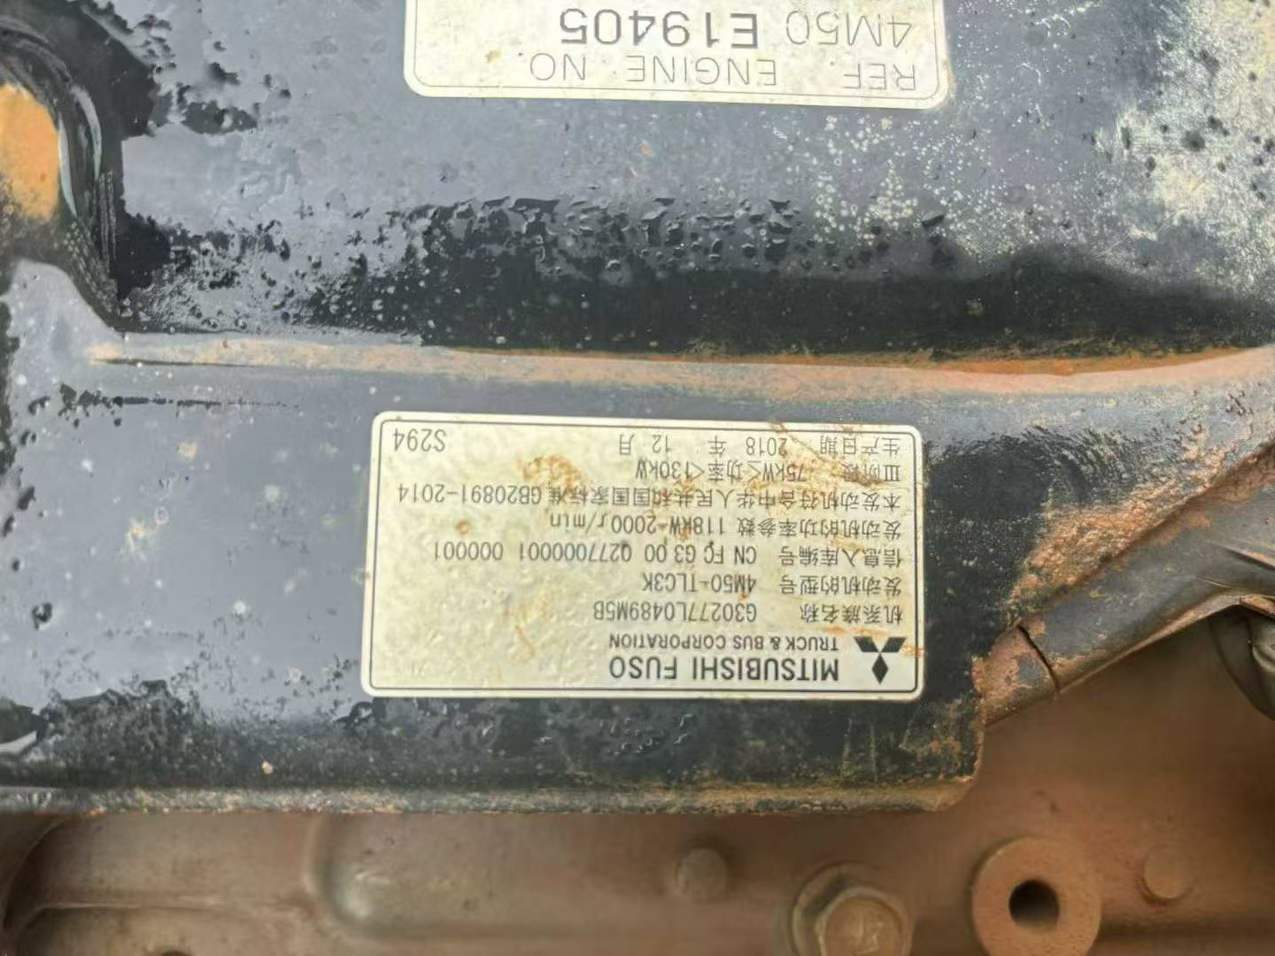 MITSUBISHI FUSO
TRUCK & BUS CORPORATION
机系族名称 G30277L0489M5B
发动机的型号 4M50-TLC3K
信息入库编号 CN FC G3 00 0277000001 000001
发动机的功率参数 118kW-2000r/min
本发动机符合中华人民共和国国家标准 GB20891-2014
III阶段 75kW≤功率<130kW
生产日期 2018 年 12 月 S294
REF. ENGINE NO.
4M50 E19405